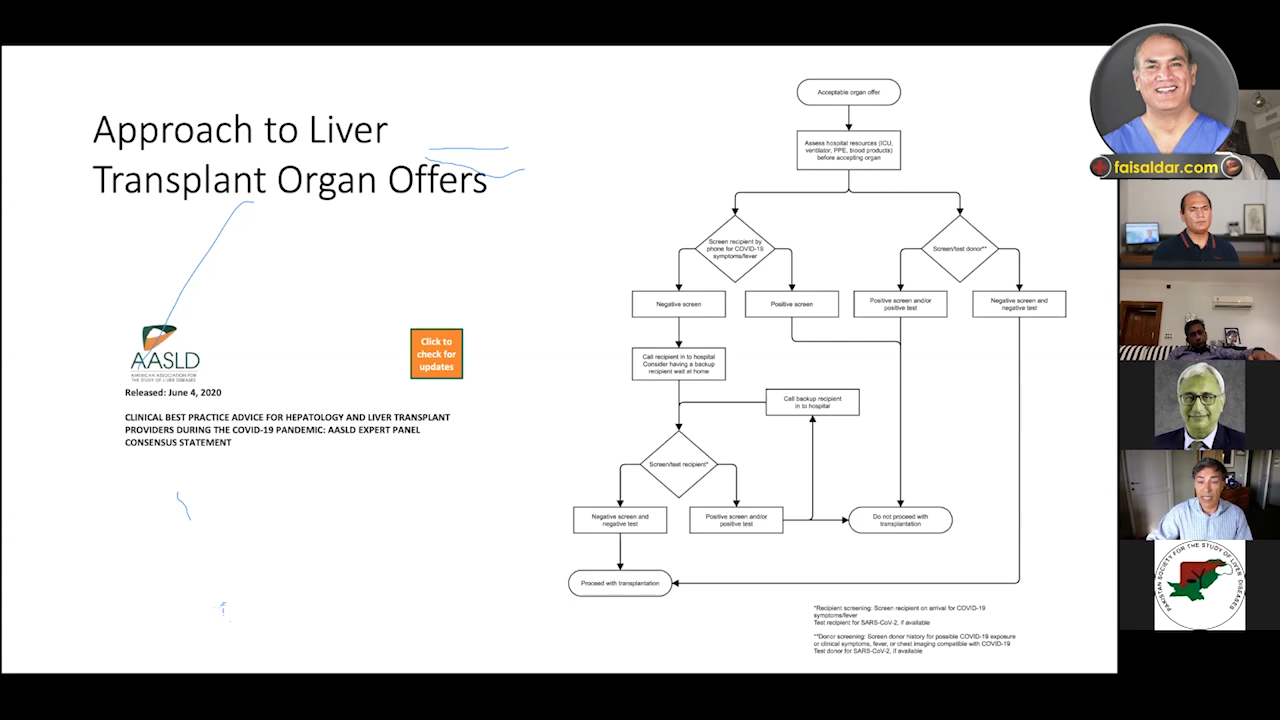 Approach to Liver
Transplant Organ Offers
AASLD
AMERICAN ASSOCIATION FOR
THE STUDY OF LIVER DISEASES
Click to
check for
updates
Released: June 4, 2020
CLINICAL BEST PRACTICE ADVICE FOR HEPATOLOGY AND LIVER TRANSPLANT
PROVIDERS DURING THE COVID-19 PANDEMIC: AASLD EXPERT PANEL
CONSENSUS STATEMENT
Acceptable organ offer
Assess hospital resources (ICU,
ventilator, PPE, blood products)
before accepting organ
Screen recipient by
phone for COVID-19
symptoms/fever
Screen/test donor**
Negative screen
Positive screen
Positive screen and/or
positive test
Negative screen and
negative test
Call recipient in to hospital
Consider having a backup
recipient wait at home
Call backup recipient
in to hospital
Screen/test recipient*
Negative screen and
negative test
Positive screen and/or
positive test
Do not proceed with
transplantation
Proceed with transplantation
*Recipient screening: Screen recipient on arrival for COVID-19
symptoms/fever
Test recipient for SARS-CoV-2, if available
**Donor screening: Screen donor history for possible COVID-19 exposure
or clinical symptoms, fever, or chest imaging compatible with COVID-19
Test donor for SARS-CoV-2, if available
faisaldar.com
PAKISTAN SOCIETY FOR THE STUDY OF LIVER DISEASES